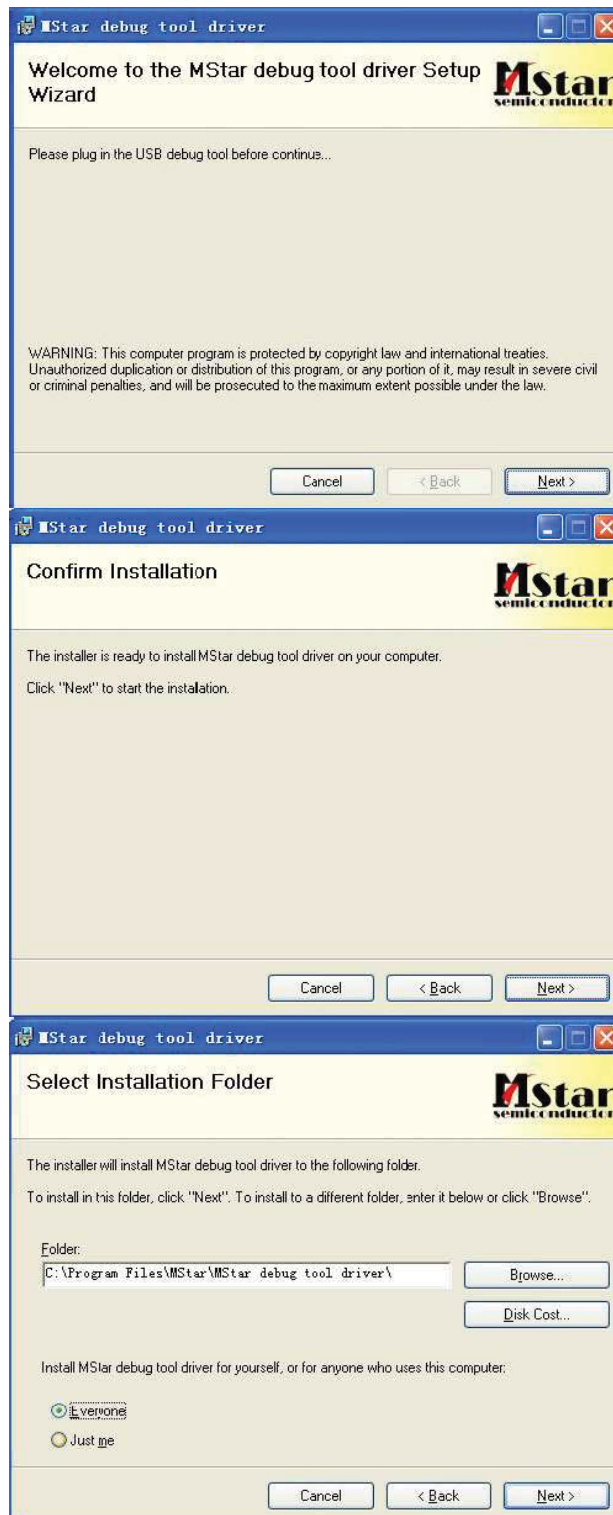 MStar debug tool driver
Welcome to the MStar debug tool driver Setup
Wizard
MStar
semiconductor
Please plug in the USB debug tool before continue...
WARNING: This computer program is protected by copyright law and international treaties.
Unauthorized duplication or distribution of this program, or any portion of it, may result in severe civil
or criminal penalties, and will be prosecuted to the maximum extent possible under the law.
Cancel
< Back
Next >
MStar debug tool driver
Confirm Installation
MStar
semiconductor
The installer is ready to install MStar debug tool driver on your computer.
Click "Next" to start the installation.
Cancel
< Back
Next >
MStar debug tool driver
Select Installation Folder
MStar
semiconductor
The installer will install MStar debug tool driver to the following folder.
To install in this folder, click "Next". To install to a different folder, enter it below or click "Browse".
Folder:
C:\Program Files\MStar\MStar debug tool driver\
Browse...
Disk Cost...
Install MStar debug tool driver for yourself, or for anyone who uses this computer:
Everyone
Just me
Cancel
< Back
Next >